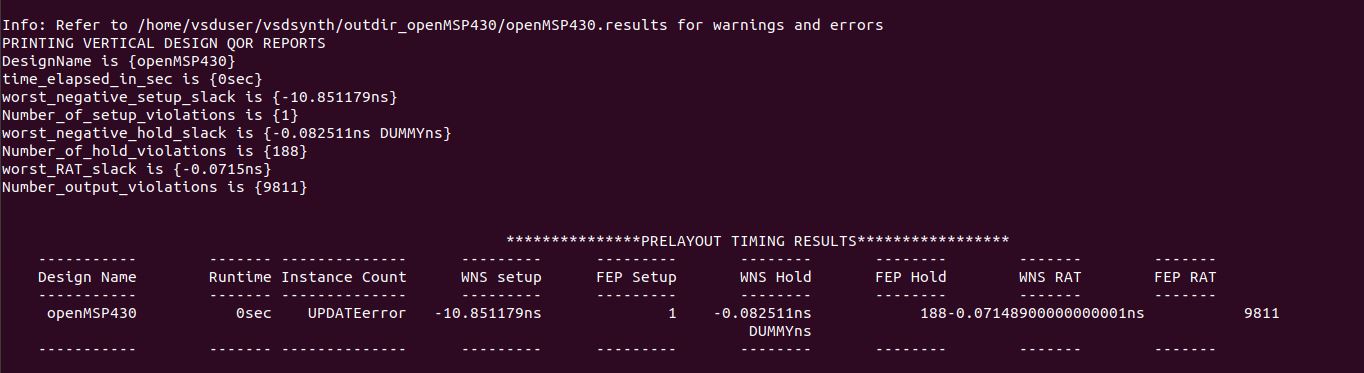 Info: Refer to /home/vsduser/vsdsynth/outdir_openMSP430/openMSP430.results for warnings and errors
PRINTING VERTICAL DESIGN QOR REPORTS
DesignName is {openMSP430}
time_elapsed_in_sec is {0sec}
worst_negative_setup_slack is {-10.851179ns}
Number_of_setup_violations is {1}
worst_negative_hold_slack is {-0.082511ns DUMMYns}
Number_of_hold_violations is {188}
worst_RAT_slack is {-0.0715ns}
Number_output_violations is {9811}
***************PRELAYOUT TIMING RESULTS*****************
----------- ------- -------------- --------- --------- -------- -------- ------- -------
Design Name Runtime Instance Count WNS setup FEP Setup WNS Hold FEP Hold WNS RAT FEP RAT
----------- ------- -------------- --------- --------- -------- -------- ------- -------
openMSP430 0sec UPDATEerror -10.851179ns 1 -0.082511ns 188-0.07148900000000001ns 9811
DUMMYns
----------- ------- -------------- --------- --------- -------- -------- ------- -------